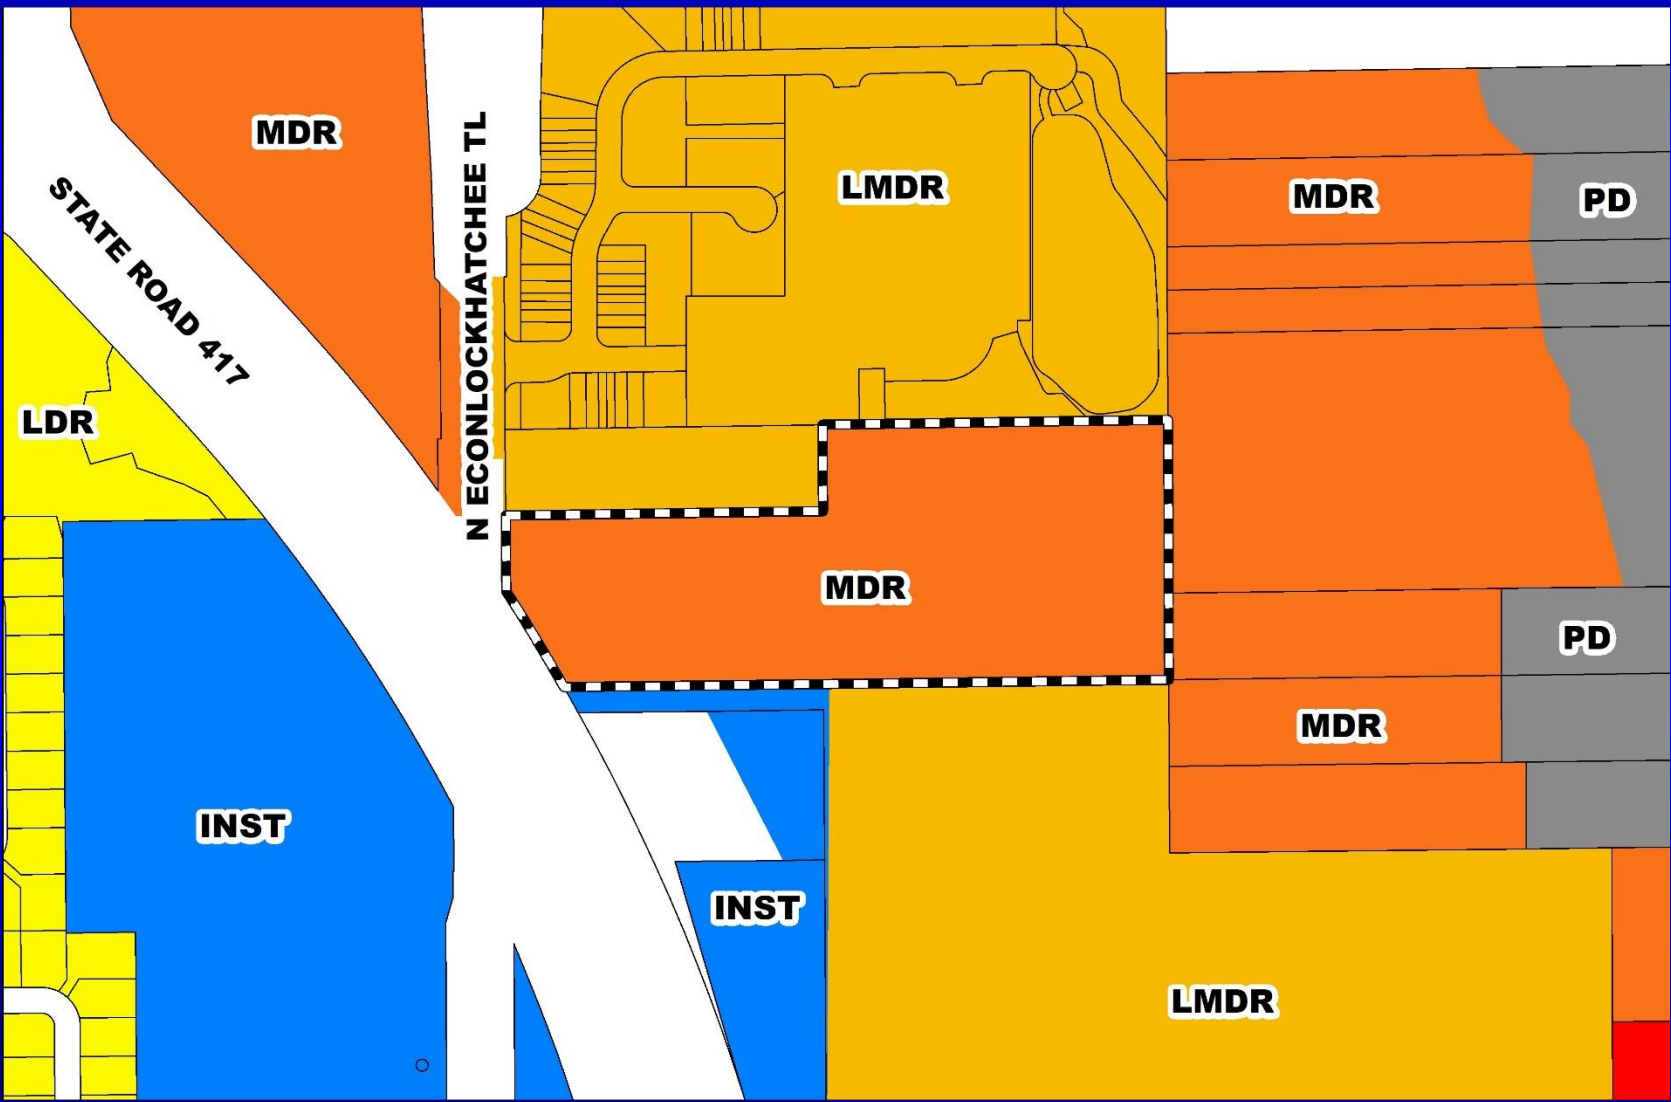 MDR
LMDR
MDR
PD
STATE ROAD 417
N ECONLOCKHATCHEE TL
LDR
MDR
PD
MDR
INST
INST
LMDR